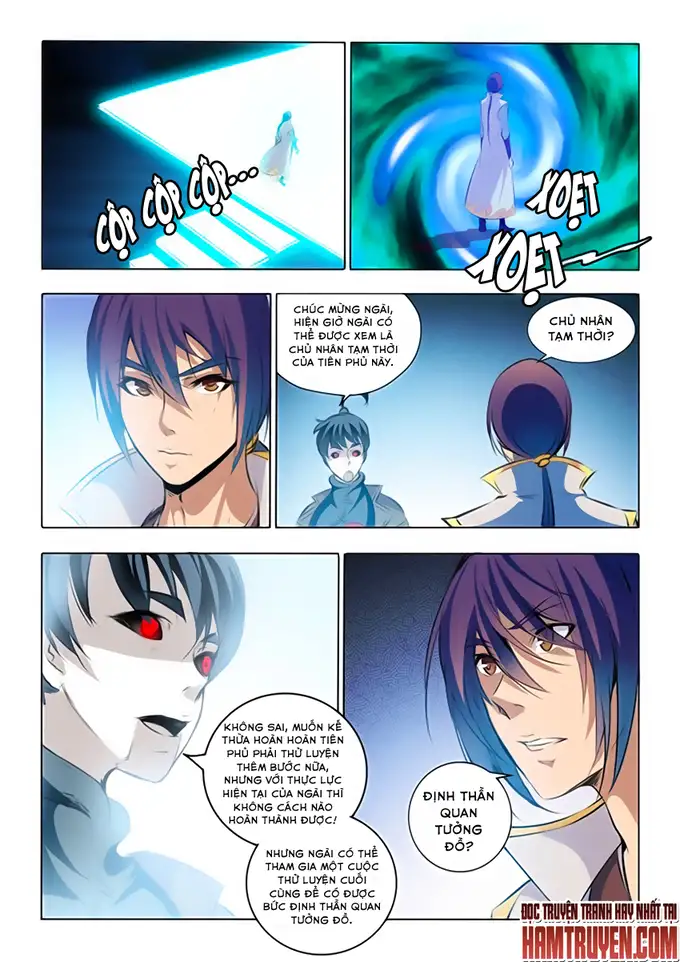 CỘP CỘP CỘP...
XOẸT
XOẸT
CHÚC MỪNG NGÀI,
HIỆN GIỜ NGÀI CÓ
THỂ ĐƯỢC XEM LÀ
CHỦ NHÂN TẠM THỜI
CỦA TIÊN PHỦ NÀY.
CHỦ NHÂN
TẠM THỜI?
KHÔNG SAI, MUỐN KẾ
THỪA HOÀN HOÀN TIÊN
PHỦ PHẢI THỬ LUYỆN
THÊM BƯỚC NỮA,
NHƯNG VỚI THỰC LỰC
HIỆN TẠI CỦA NGÀI THÌ
KHÔNG CÁCH NÀO
HOÀN THÀNH ĐƯỢC!
NHƯNG NGÀI CÓ THỂ
THAM GIA MỘT CUỘC
THỬ LUYỆN CUỐI
CÙNG ĐỂ CÓ ĐƯỢC
BỨC ĐỊNH THẦN QUAN
TƯỞNG ĐỒ.
ĐỊNH THẦN
QUAN
TƯỞNG
ĐỒ?
ĐỌC TRUYỆN TRANH HAY NHẤT TẠI
HAMTRUYEN.COM